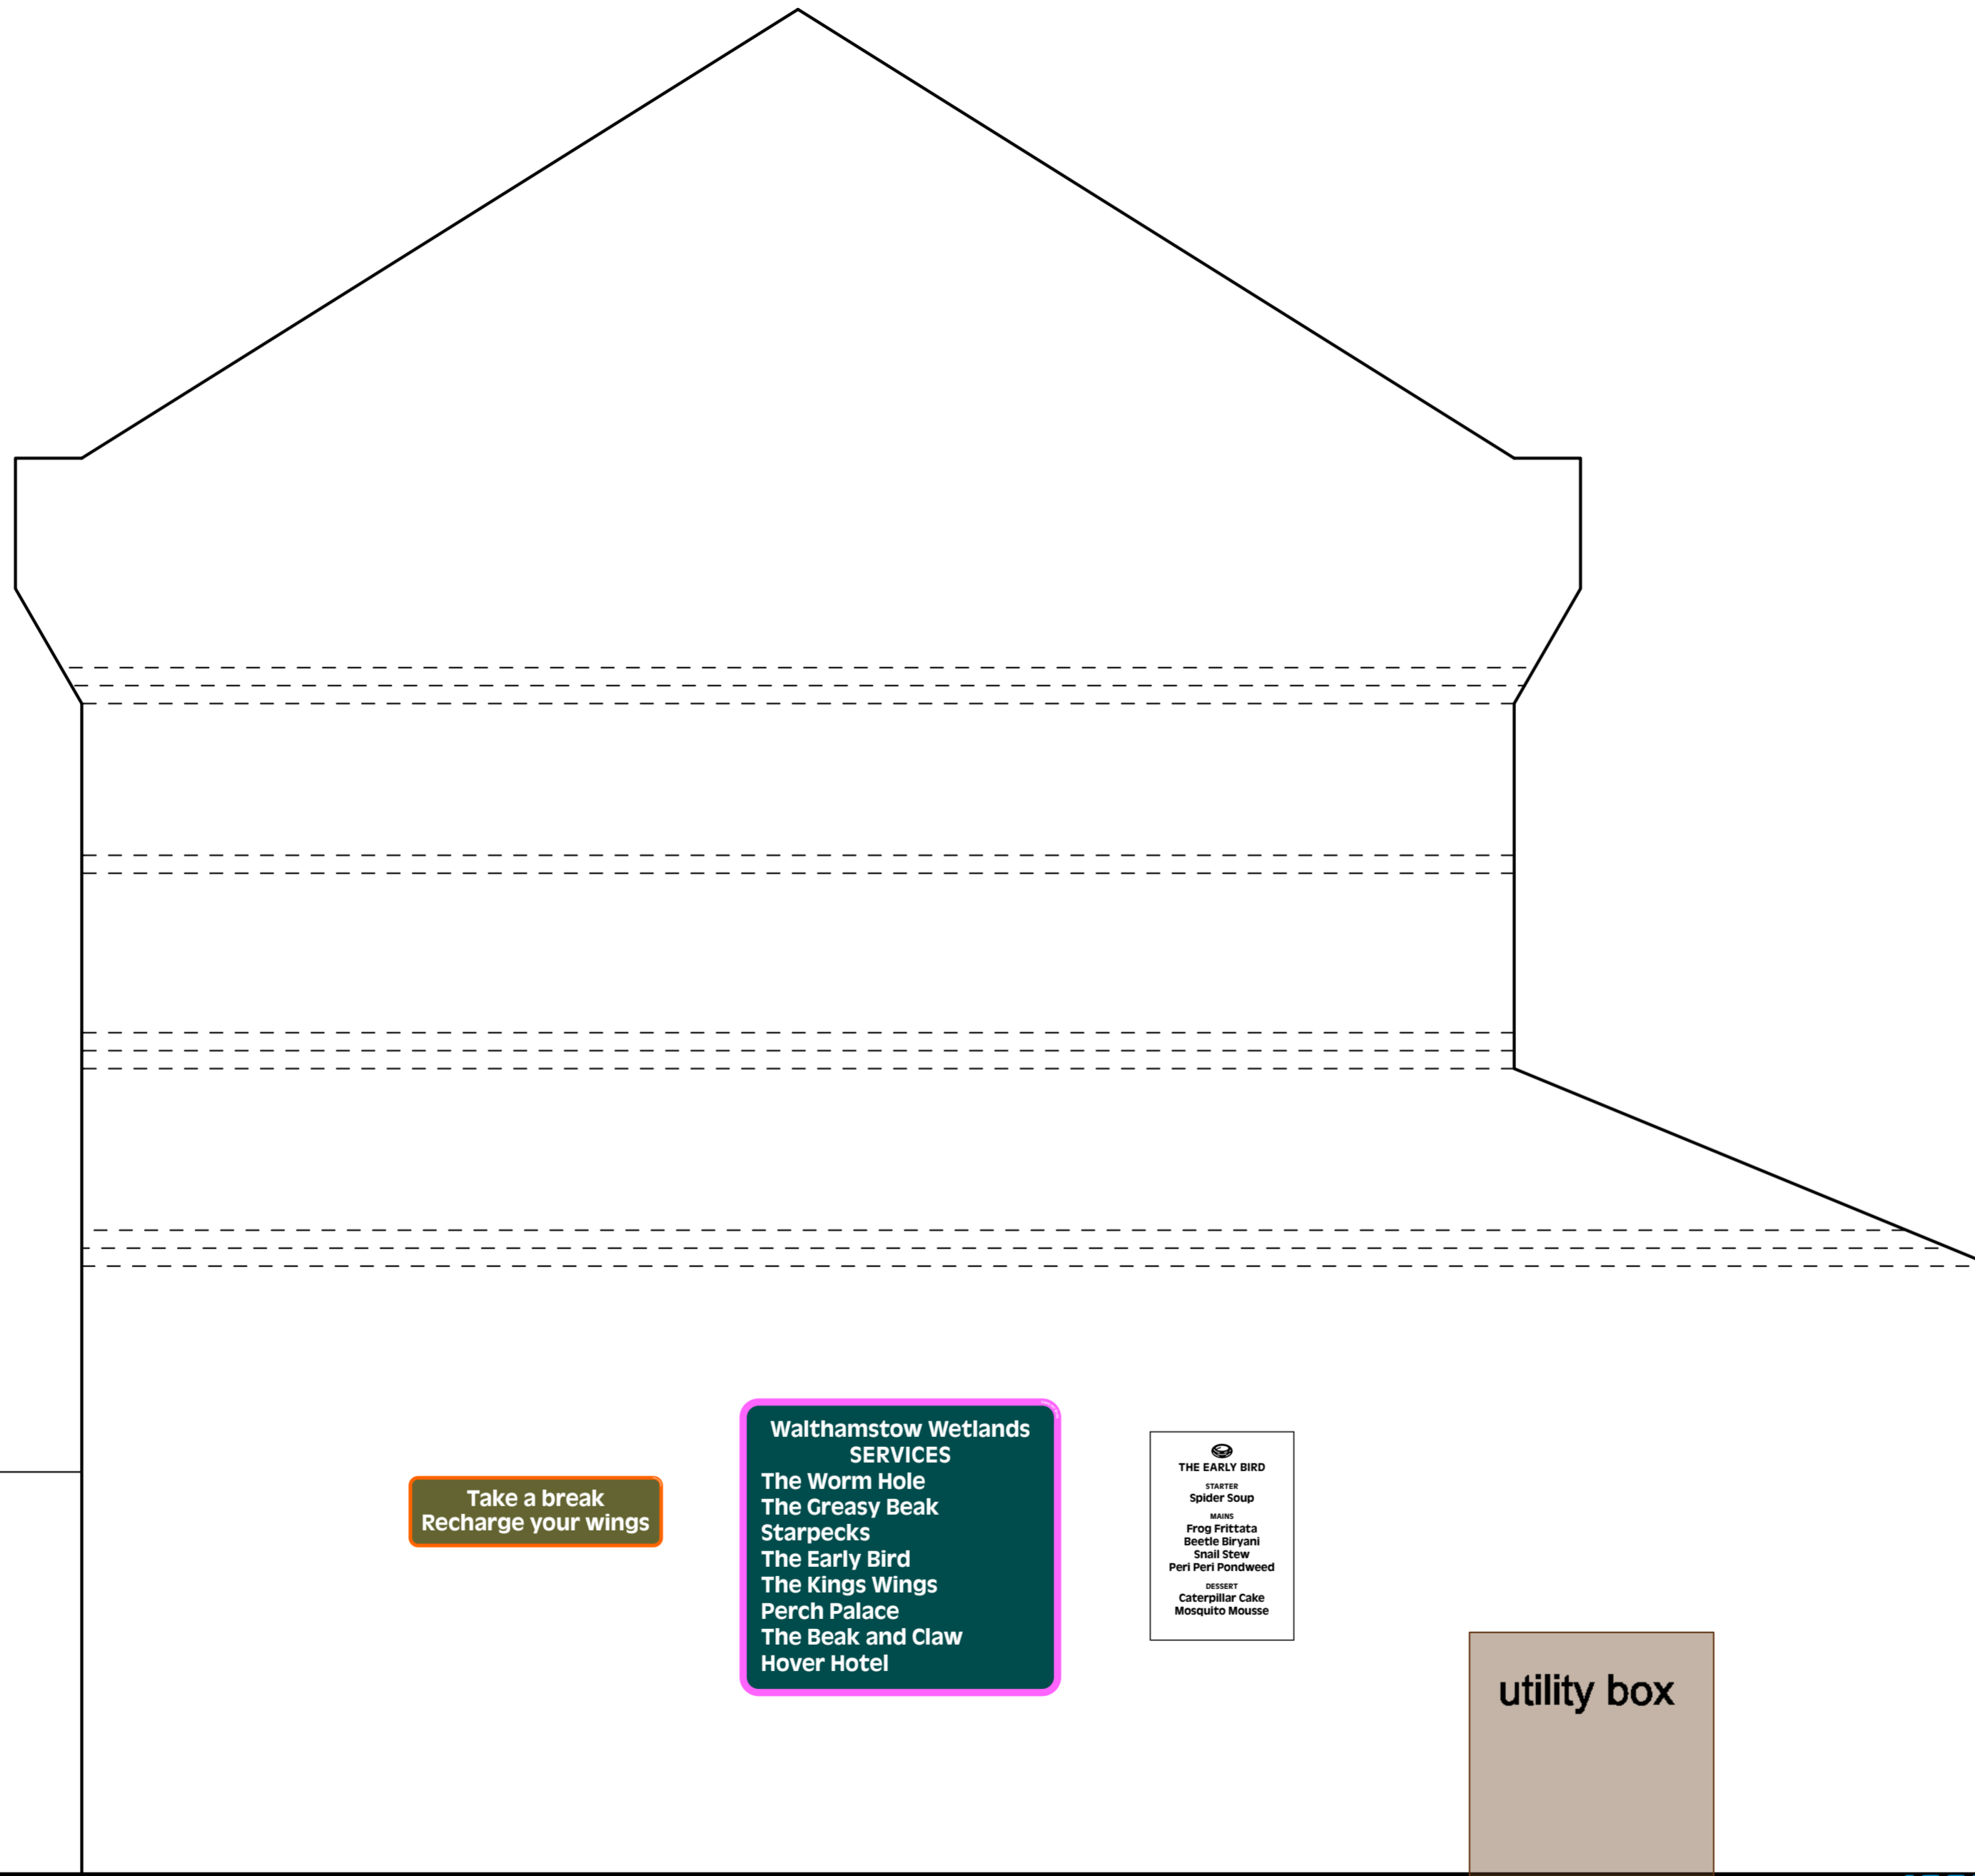 Take a break
Recharge your wings
Walthamstow Wetlands
SERVICES
The Worm Hole
The Greasy Beak
Starpecks
The Early Bird
The Kings Wings
Perch Palace
The Beak and Claw
Hover Hotel
THE EARLY BIRD
STARTER
Spider Soup
MAINS
Frog Frittata
Beetle Biryani
Snail Stew
Peri Peri Pondweed
DESSERT
Caterpillar Cake
Mosquito Mousse
utility box